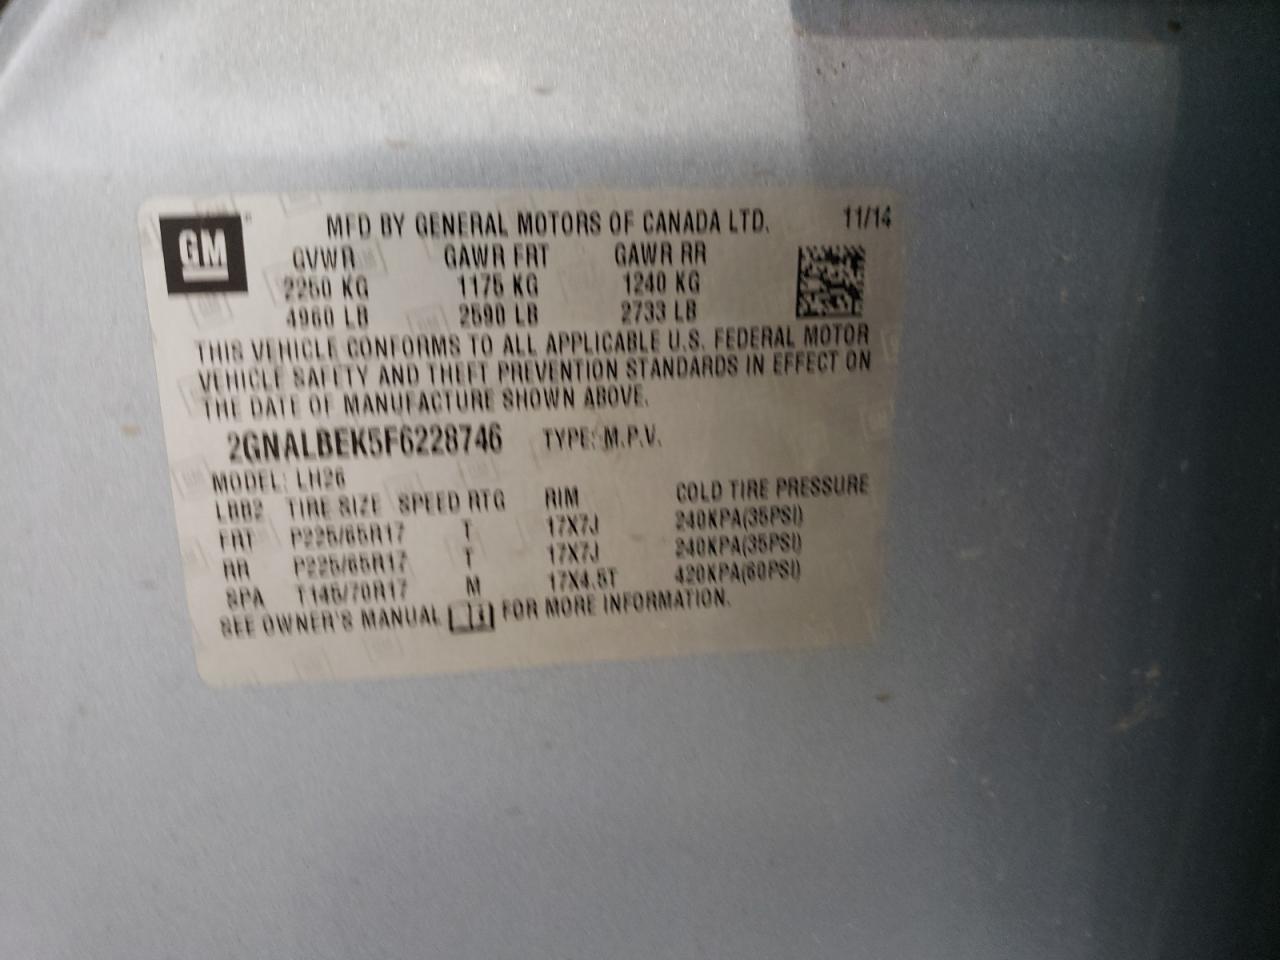 GM MFD BY GENERAL MOTORS OF CANADA LTD. 11/14
GVWR GAWR FRT GAWR RR
2250 KG 1175 KG 1240 KG
4960 LB 2590 LB 2733 LB
THIS VEHICLE CONFORMS TO ALL APPLICABLE U.S. FEDERAL MOTOR
VEHICLE SAFETY AND THEFT PREVENTION STANDARDS IN EFFECT ON
THE DATE OF MANUFACTURE SHOWN ABOVE.
2GNALBEK5F6228746 TYPE: M.P.V.
MODEL: LH26
LBB2 TIRE SIZE SPEED RTG RIM COLD TIRE PRESSURE
FRT P225/65R17 T 17X7J 240KPA(35PSI)
RR P225/65R17 T 17X7J 240KPA(35PSI)
SPA T145/70R17 M 17X4.5T 420KPA(60PSI)
SEE OWNER'S MANUAL FOR MORE INFORMATION.